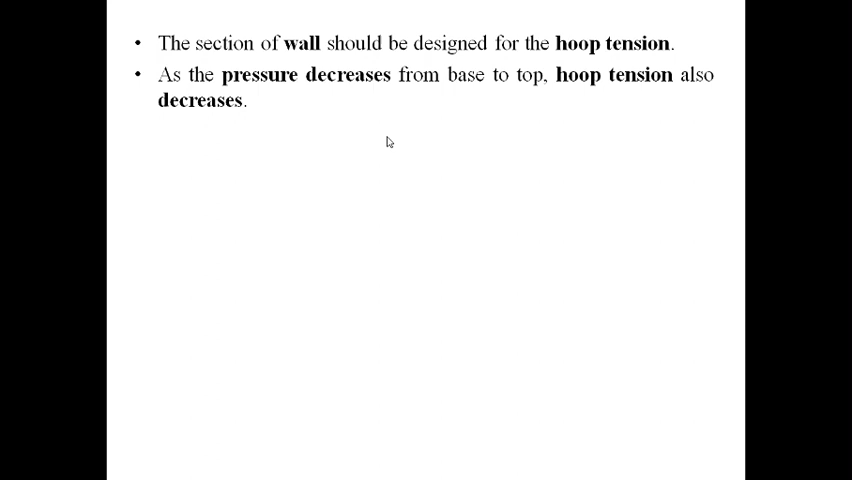 • The section of wall should be designed for the hoop tension.
• As the pressure decreases from base to top, hoop tension also
decreases.